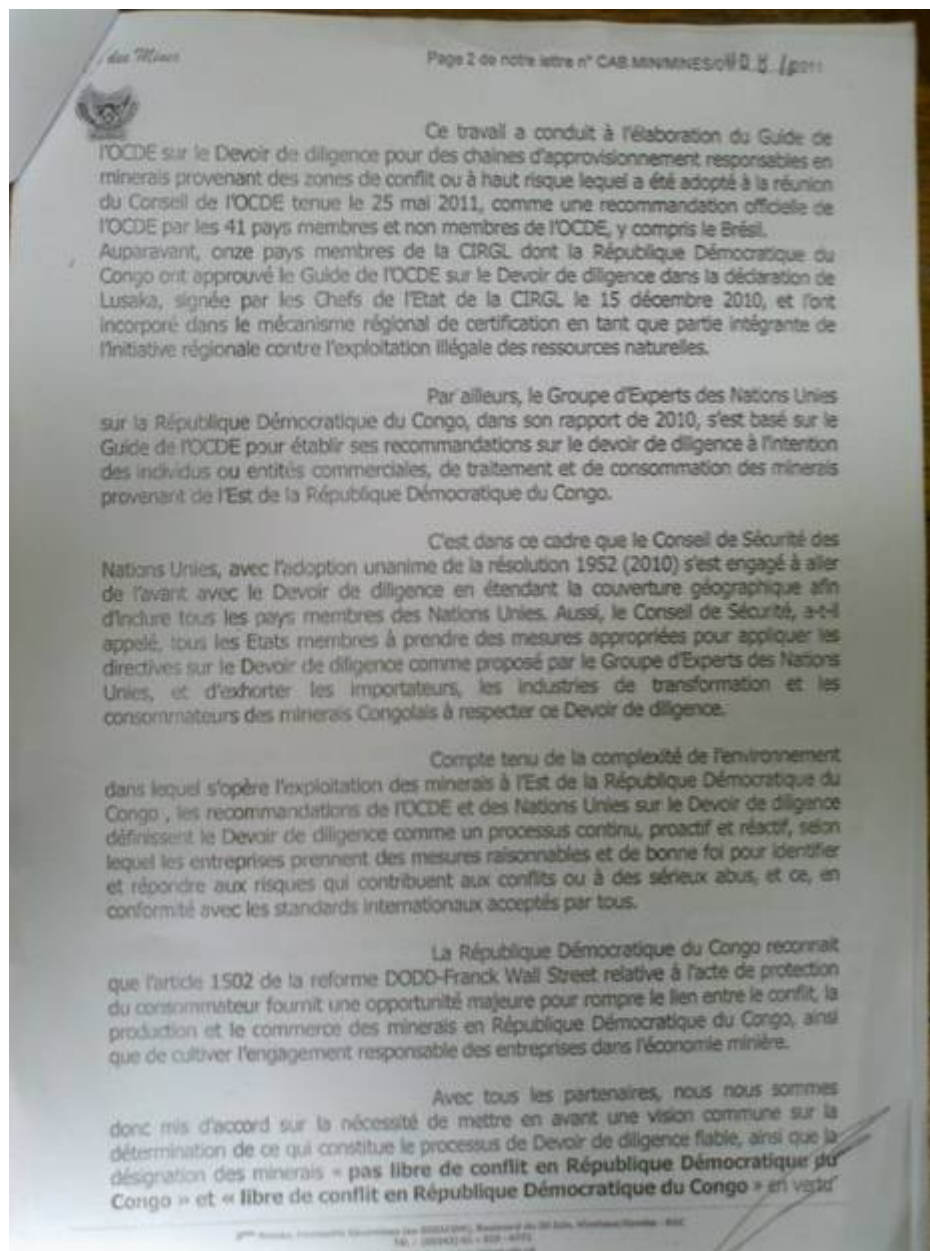 des Mines
Page 2 de notre lettre n° CAB.MIN/MINES/01/
Ce travail a conduit à l'élaboration du Guide de
l'OCDE sur le Devoir de diligence pour des chaînes d'approvisionnement responsables en
minerais provenant des zones de conflit ou à haut risque lequel a été adopté à la réunion
du Conseil de l'OCDE tenue le 25 mai 2011, comme une recommandation officielle de
l'OCDE par les 41 pays membres et non membres de l'OCDE, y compris le Brésil.
Auparavant, onze pays membres de la CIRGL dont la République Démocratique du
Congo ont approuvé le Guide de l'OCDE sur le Devoir de diligence dans la déclaration de
Lusaka, signée par les Chefs de l'Etat de la CIRGL le 15 décembre 2010, et l'ont
incorporé dans le mécanisme régional de certification en tant que partie intégrante de
l'Initiative régionale contre l'exploitation illégale des ressources naturelles.
Par ailleurs, le Groupe d'Experts des Nations Unies
sur la République Démocratique du Congo, dans son rapport de 2010, s'est basé sur le
Guide de l'OCDE pour établir ses recommandations sur le devoir de diligence à l'intention
des individus ou entités commerciales, de traitement et de consommation des minerais
provenant de l'Est de la République Démocratique du Congo.
C'est dans ce cadre que le Conseil de Sécurité des
Nations Unies, avec l'adoption unanime de la résolution 1952 (2010) s'est engagé à aller
de l'avant avec le Devoir de diligence en étendant la couverture géographique afin
d'inclure tous les pays membres des Nations Unies. Aussi, le Conseil de Sécurité, a-t-il
appelé, tous les Etats membres à prendre des mesures appropriées pour appliquer les
directives sur le Devoir de diligence comme proposé par le Groupe d'Experts des Nations
Unies, et d'exhorter les importateurs, les industries de transformation et les
consommateurs des minerais Congolais à respecter ce Devoir de diligence.
Compte tenu de la complexité de l'environnement
dans lequel s'opère l'exploitation des minerais à l'Est de la République Démocratique du
Congo , les recommandations de l'OCDE et des Nations Unies sur le Devoir de diligence
définissent le Devoir de diligence comme un processus continu, proactif et réactif, selon
lequel les entreprises prennent des mesures raisonnables et de bonne foi pour identifier
et répondre aux risques qui contribuent aux conflits ou à des sérieux abus, et ce, en
conformité avec les standards internationaux acceptés par tous.
La République Démocratique du Congo reconnait
que l'article 1502 de la reforme DODD-Franck Wall Street relative à l'acte de protection
du consommateur fournit une opportunité majeure pour rompre le lien entre le conflit, la
production et le commerce des minerais en République Démocratique du Congo, ainsi
que de cultiver l'engagement responsable des entreprises dans l'économie minière.
Avec tous les partenaires, nous nous sommes
donc mis d'accord sur la nécessité de mettre en avant une vision commune sur la
détermination de ce qui constitue le processus de Devoir de diligence fiable, ainsi que la
désignation des minerais « pas libre de conflit en République Démocratique du
Congo » et « libre de conflit en République Démocratique du Congo » en vertu